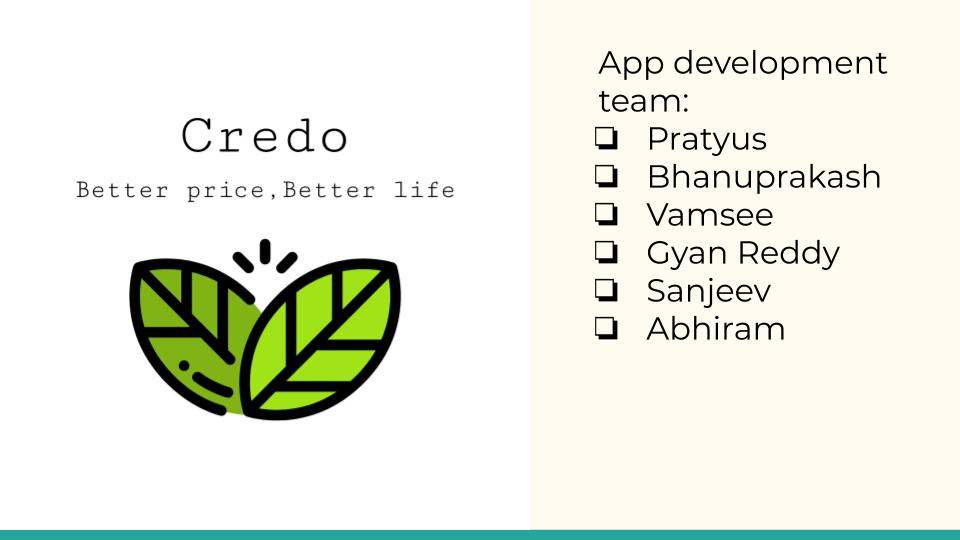 Credo
Better price,Better life
App development
team:
❏ Pratyus
❏ Bhanuprakash
❏ Vamsee
❏ Gyan Reddy
❏ Sanjeev
❏ Abhiram